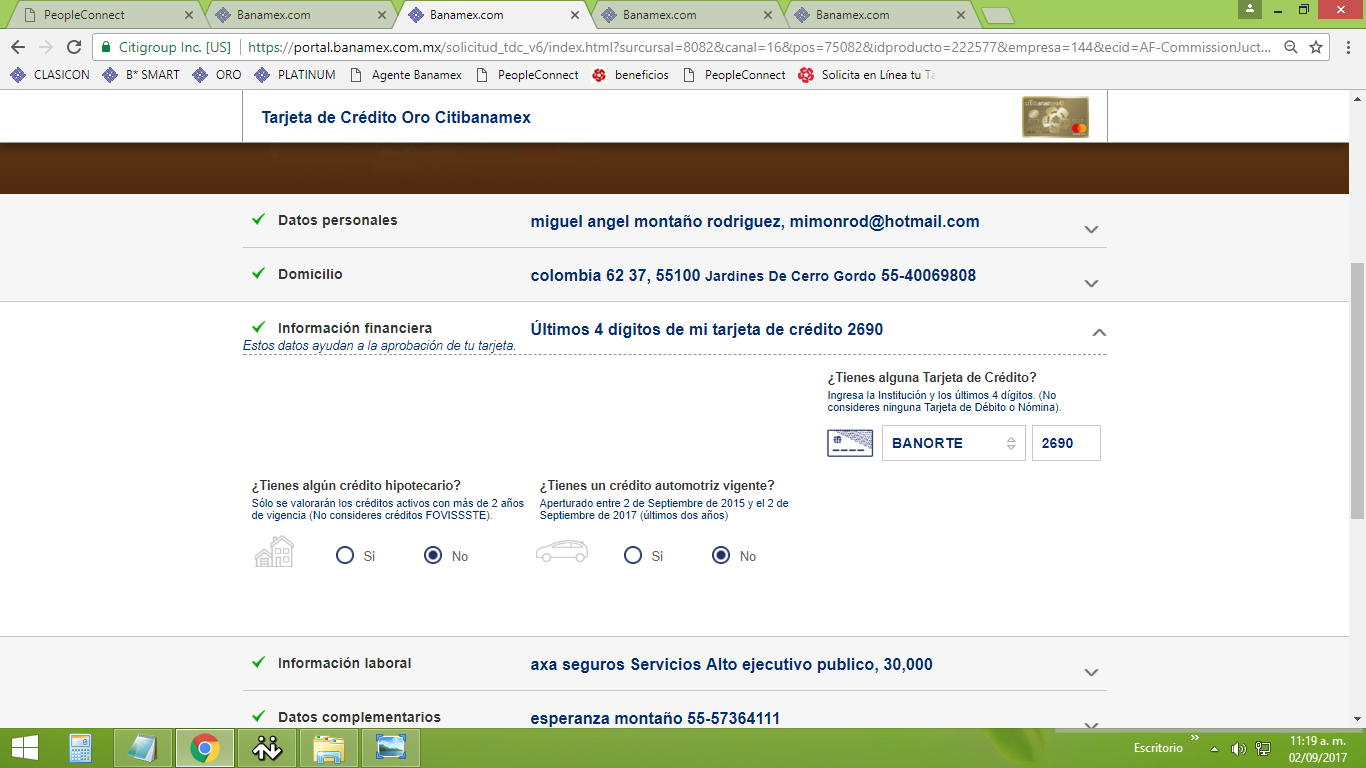 PeopleConnect
Banamex.com
Banamex.com
Banamex.com
Banamex.com
Citigroup Inc. [US] https://portal.banamex.com.mx/solicitud_tdc_v6/index.html?surcursal=8082&canal=16&pos=75082&idproducto=222577&empresa=144&ecid=AF-CommissionJuct...
CLASICON B* SMART ORO PLATINUM Agente Banamex PeopleConnect beneficios PeopleConnect Solicita en Línea tu Ta
Tarjeta de Crédito Oro Citibanamex
Datos personales miguel angel montaño rodriguez, mimonrod@hotmail.com
Domicilio colombia 62 37, 55100 Jardines De Cerro Gordo 55-40069808
Información financiera Últimos 4 dígitos de mi tarjeta de crédito 2690
Estos datos ayudan a la aprobación de tu tarjeta.
¿Tienes alguna Tarjeta de Crédito?
Ingresa la Institución y los últimos 4 dígitos. (No
consideres ninguna Tarjeta de Débito o Nómina).
BANORTE 2690
¿Tienes algún crédito hipotecario?
Sólo se valorarán los créditos activos con más de 2 años
de vigencia (No consideres créditos FOVISSSTE).
Si No
¿Tienes un crédito automotriz vigente?
Aperturado entre 2 de Septiembre de 2015 y el 2 de
Septiembre de 2017 (últimos dos años)
Si No
Información laboral axa seguros Servicios Alto ejecutivo publico, 30,000
Datos complementarios esperanza montaño 55-57364111
Escritorio
11:19 a. m.
02/09/2017